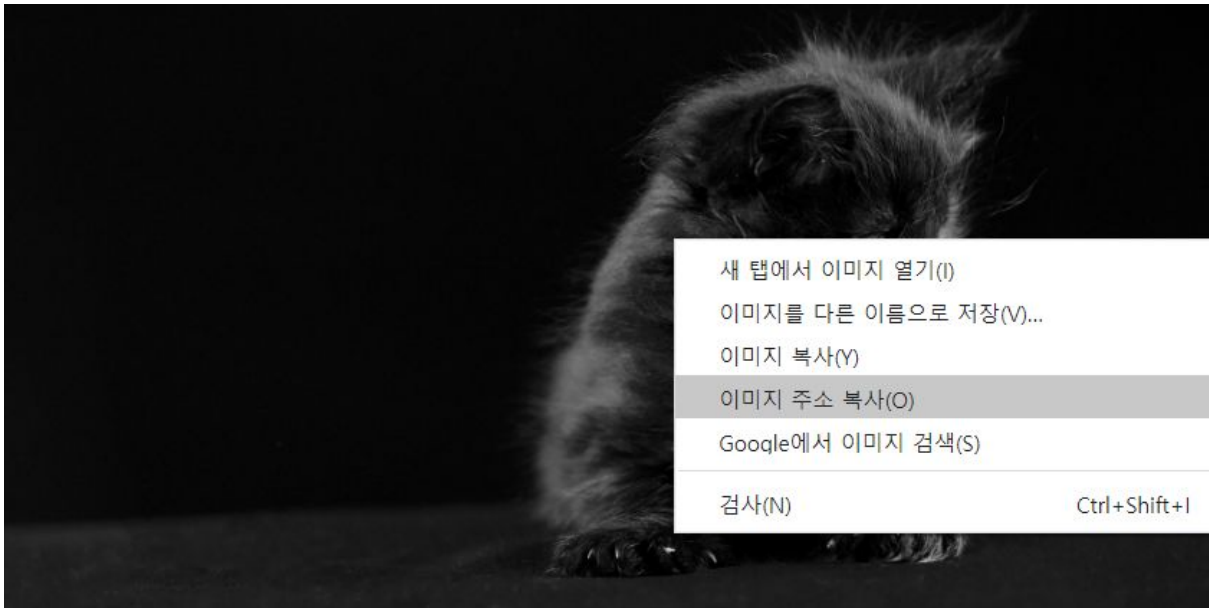 새 탭에서 이미지 열기(I)
이미지를 다른 이름으로 저장(V)...
이미지 복사(Y)
이미지 주소 복사(O)
Google에서 이미지 검색(S)
검사(N) Ctrl+Shift+I